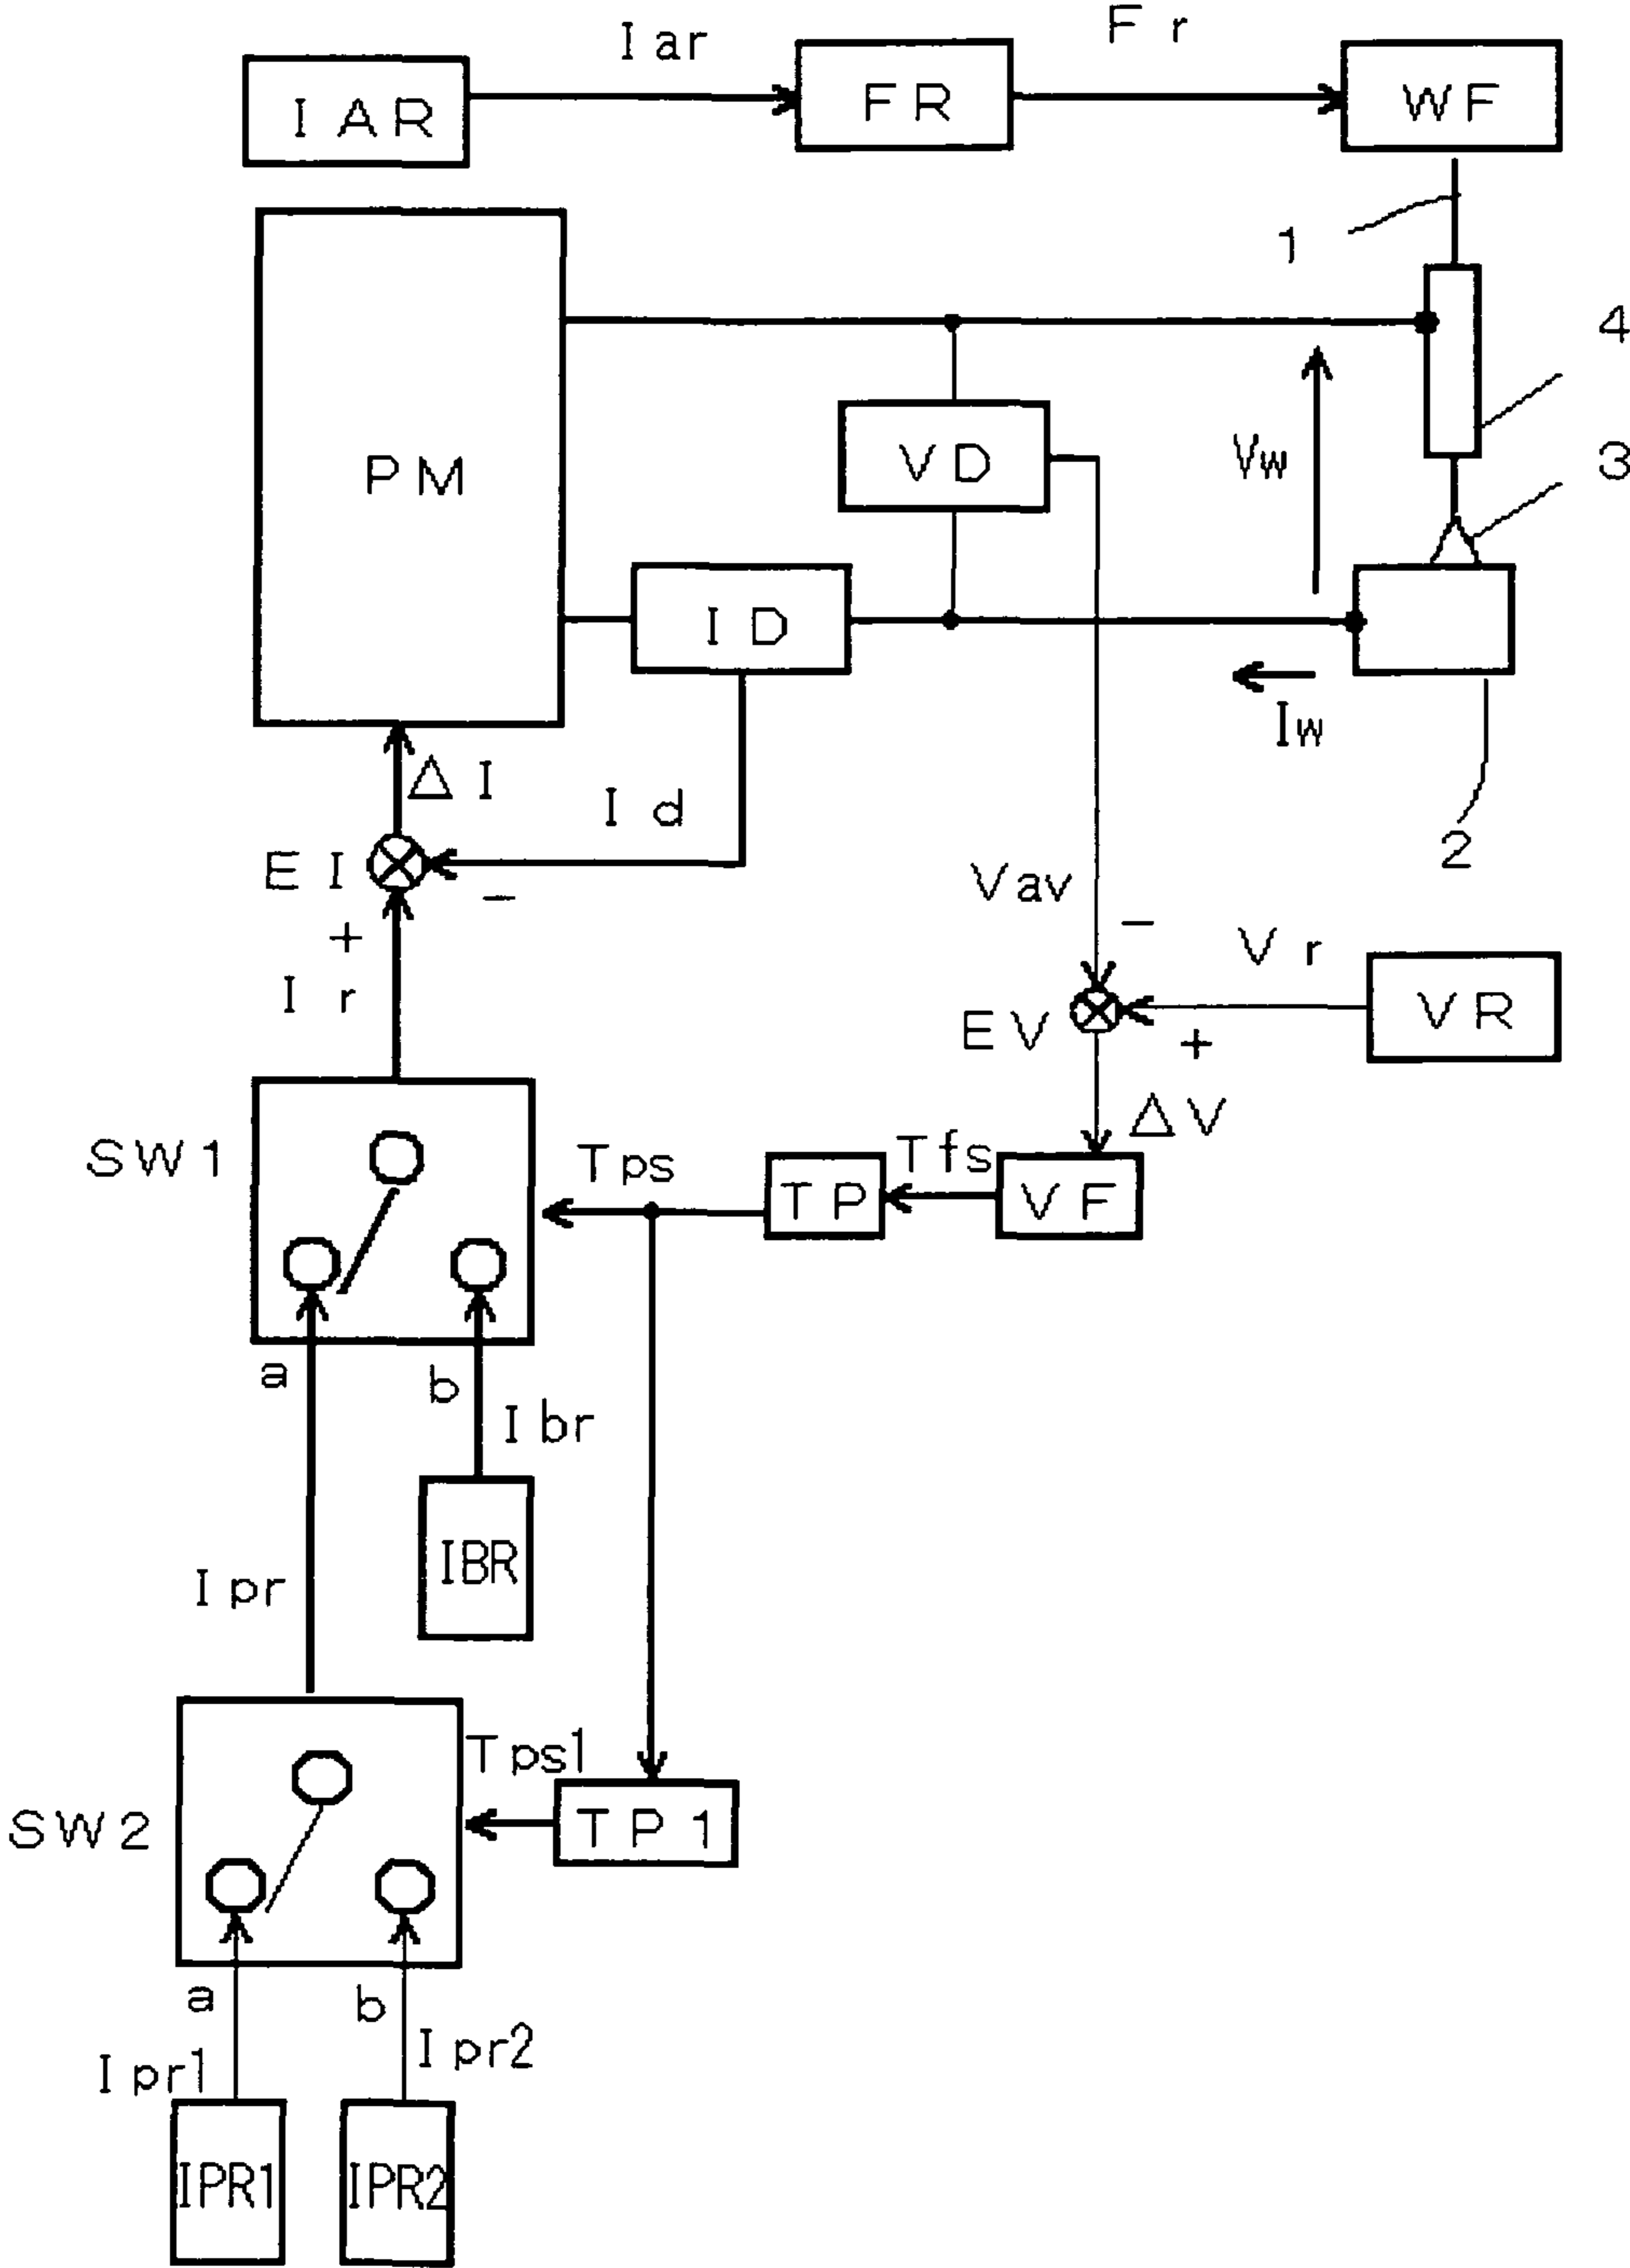 Iar
Fr
IAR
FR
WF
1
4
PM
VD
Vw
3
ID
Iw
ΔI
Id
2
EI
−
Vav
−
+
Vr
Ir
VR
EV
+
ΔV
SW1
Tps
Tfs
TP
VF
a
b
Ibr
IBR
Ipr
Tps1
SW2
TP1
a
b
Ipr1
Ipr2
IPR1
IPR2